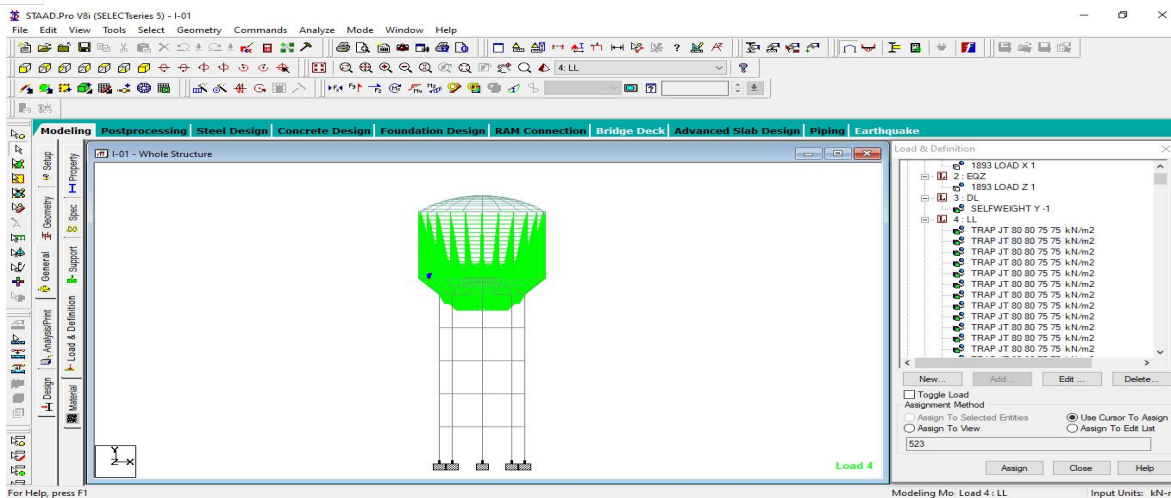 STAAD.Pro V8i (SELECTseries 5) - I-01
File Edit View Tools Select Geometry Commands Analyze Mode Window Help
4: LL
Modeling Postprocessing Steel Design Concrete Design Foundation Design RAM Connection Bridge Deck Advanced Slab Design Piping Earthquake
Setup
Geometry
General
Analysis/Print
Design
Property
Spec
Support
Load & Definition
Material
I-01 - Whole Structure
Y
Z X
Load 4
Load & Definition
1893 LOAD X 1
2 : EQZ
1893 LOAD Z 1
3 : DL
SELFWEIGHT Y -1
4 : LL
TRAP JT 80 80 75 75 kN/m2
TRAP JT 80 80 75 75 kN/m2
TRAP JT 80 80 75 75 kN/m2
TRAP JT 80 80 75 75 kN/m2
TRAP JT 80 80 75 75 kN/m2
TRAP JT 80 80 75 75 kN/m2
TRAP JT 80 80 75 75 kN/m2
TRAP JT 80 80 75 75 kN/m2
TRAP JT 80 80 75 75 kN/m2
TRAP JT 80 80 75 75 kN/m2
TRAP JT 80 80 75 75 kN/m2
New... Add... Edit ... Delete...
Toggle Load
Assignment Method
Assign To Selected Entities Use Cursor To Assign
Assign To View Assign To Edit List
523
Assign Close Help
For Help, press F1
Modeling Mo Load 4 : LL Input Units: kN-